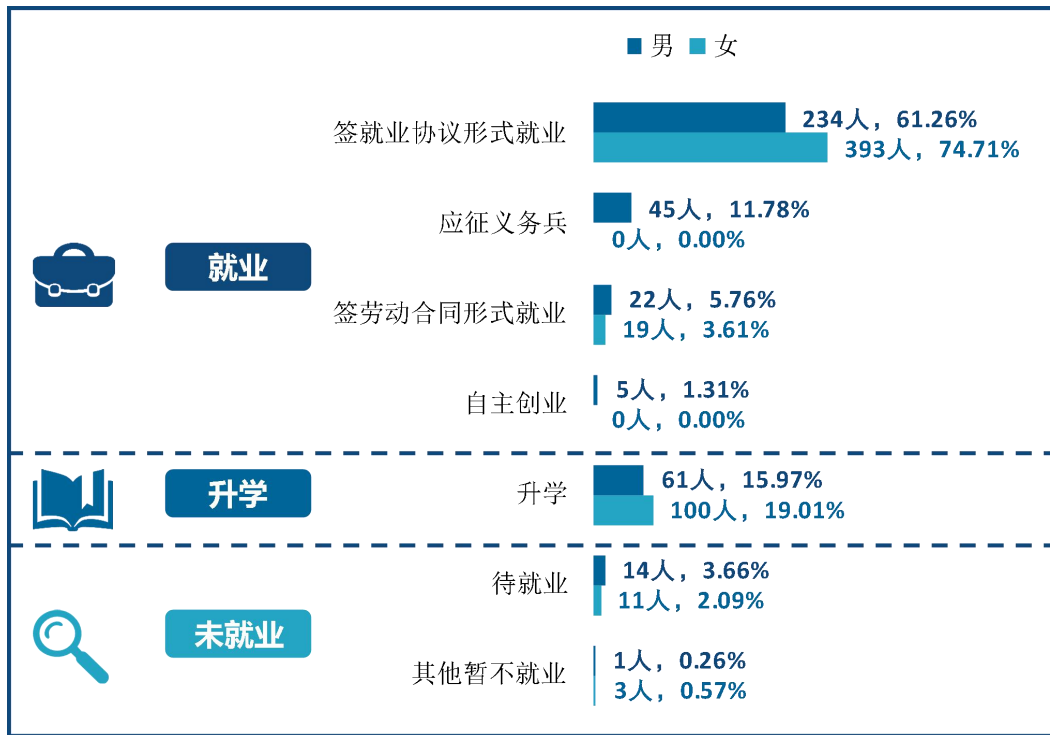 男 女
签就业协议形式就业
234人，61.26%
393人，74.71%
应征义务兵
45人，11.78%
0人，0.00%
就业
签劳动合同形式就业
22人，5.76%
19人，3.61%
自主创业
5人，1.31%
0人，0.00%
升学
升学
61人，15.97%
100人，19.01%
待就业
14人，3.66%
11人，2.09%
未就业
其他暂不就业
1人，0.26%
3人，0.57%